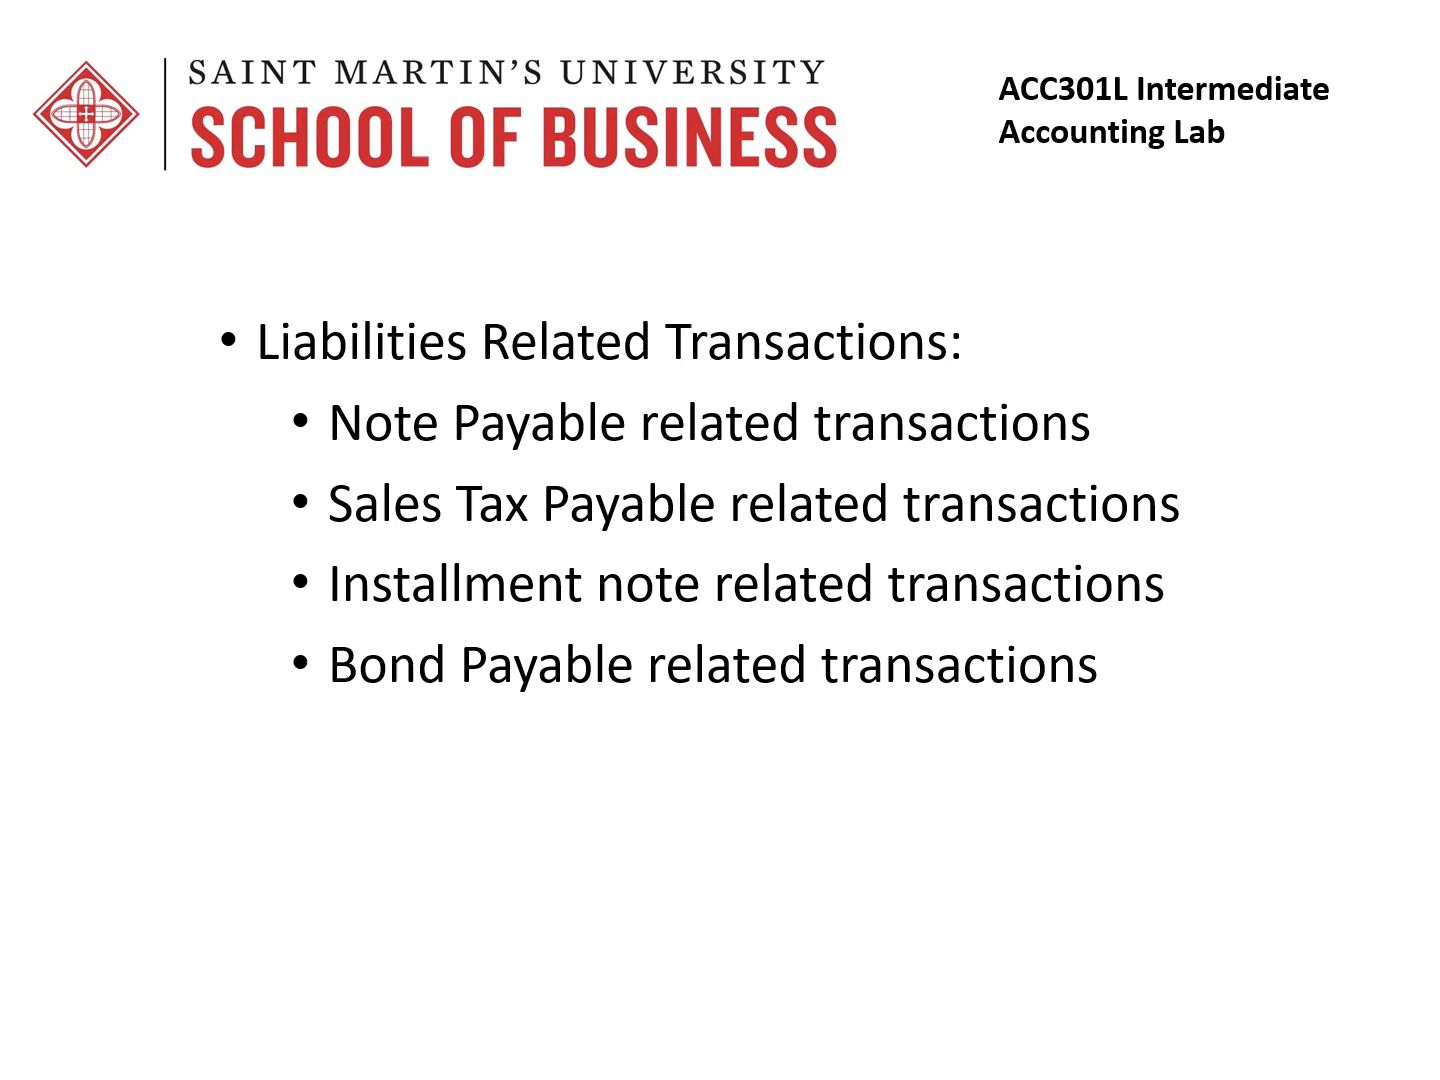 SAINT MARTIN'S UNIVERSITY
SCHOOL OF BUSINESS
ACC301L Intermediate
Accounting Lab
• Liabilities Related Transactions:
• Note Payable related transactions
• Sales Tax Payable related transactions
• Installment note related transactions
• Bond Payable related transactions